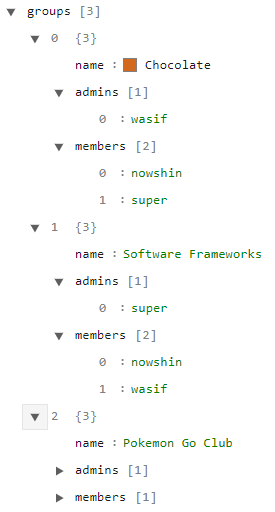 groups [3]
0 {3}
name : Chocolate
admins [1]
0 : wasif
members [2]
0 : nowshin
1 : super
1 {3}
name : Software Frameworks
admins [1]
0 : super
members [2]
0 : nowshin
1 : wasif
2 {3}
name : Pokemon Go Club
admins [1]
members [1]